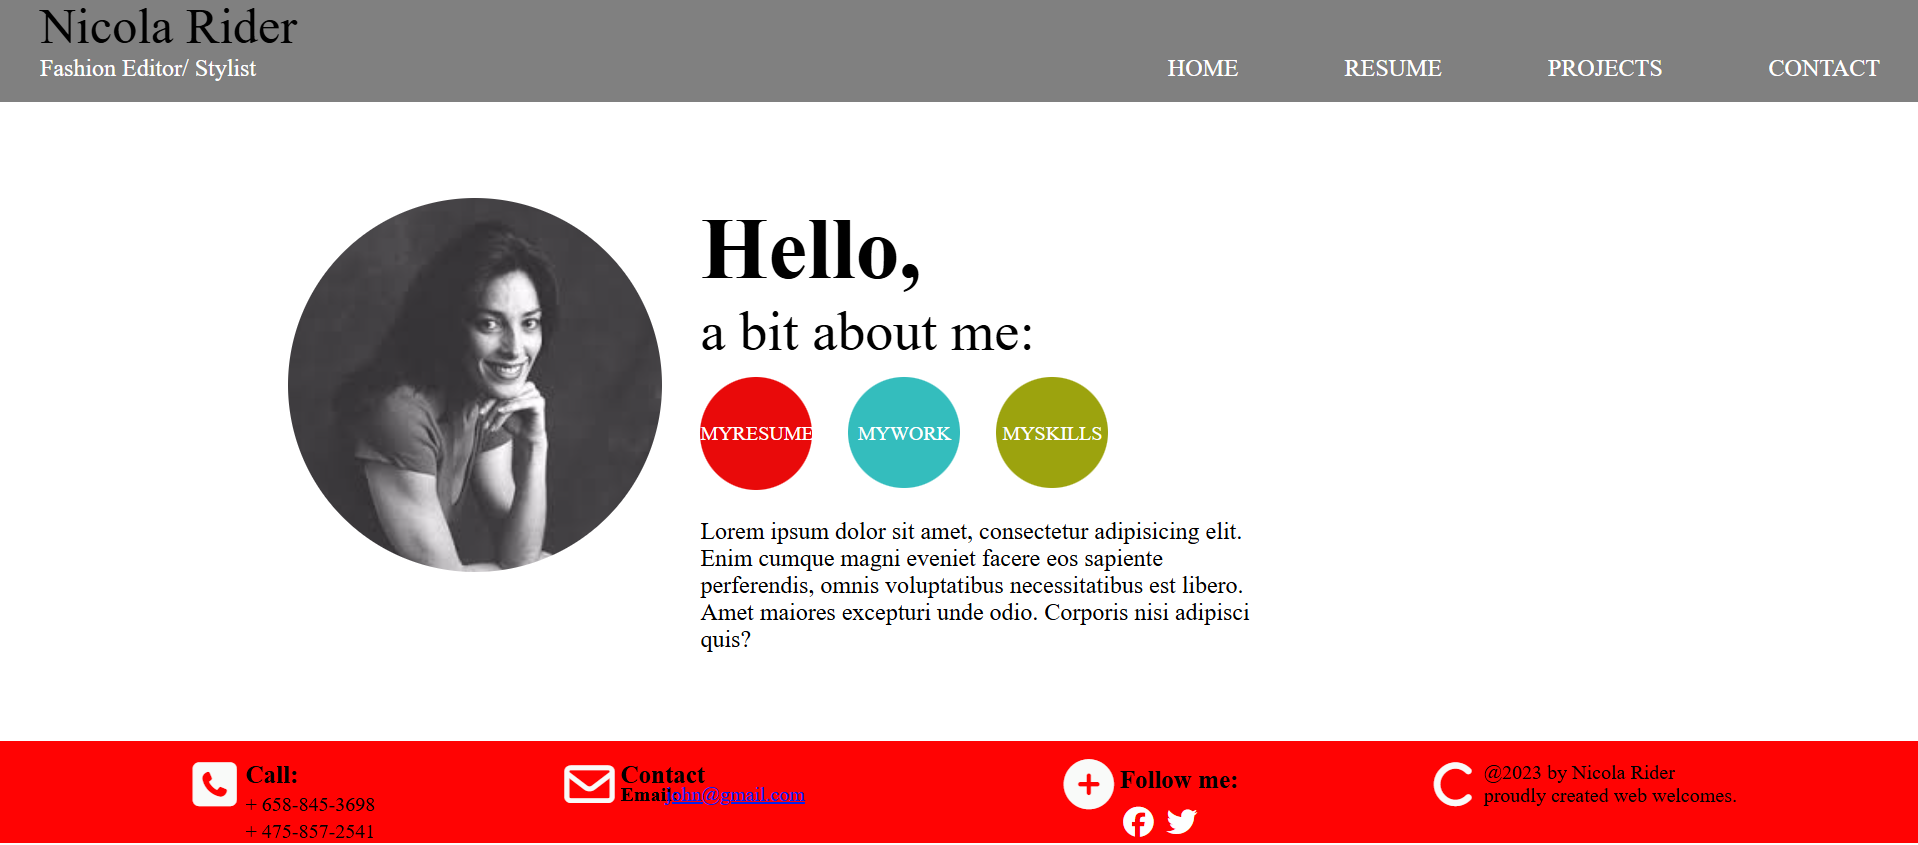 Nicola Rider
Fashion Editor/ Stylist
HOME RESUME PROJECTS CONTACT
Hello,
a bit about me:
MYRESUME MYWORK MYSKILLS
Lorem ipsum dolor sit amet, consectetur adipisicing elit.
Enim cumque magni eveniet facere eos sapiente
perferendis, omnis voluptatibus necessitatibus est libero.
Amet maiores excepturi unde odio. Corporis nisi adipisci
quis?
Call:
+ 658-845-3698
+ 475-857-2541
Contact
Email: john@gmail.com
Follow me:
@2023 by Nicola Rider
proudly created web welcomes.